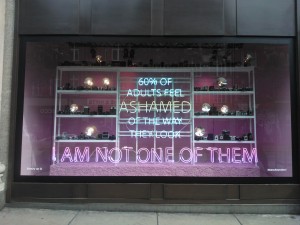 60% OF
ADULTS FEEL
ASHAMED
OF THE WAY
THEY LOOK
I AM NOT ONE OF THEM